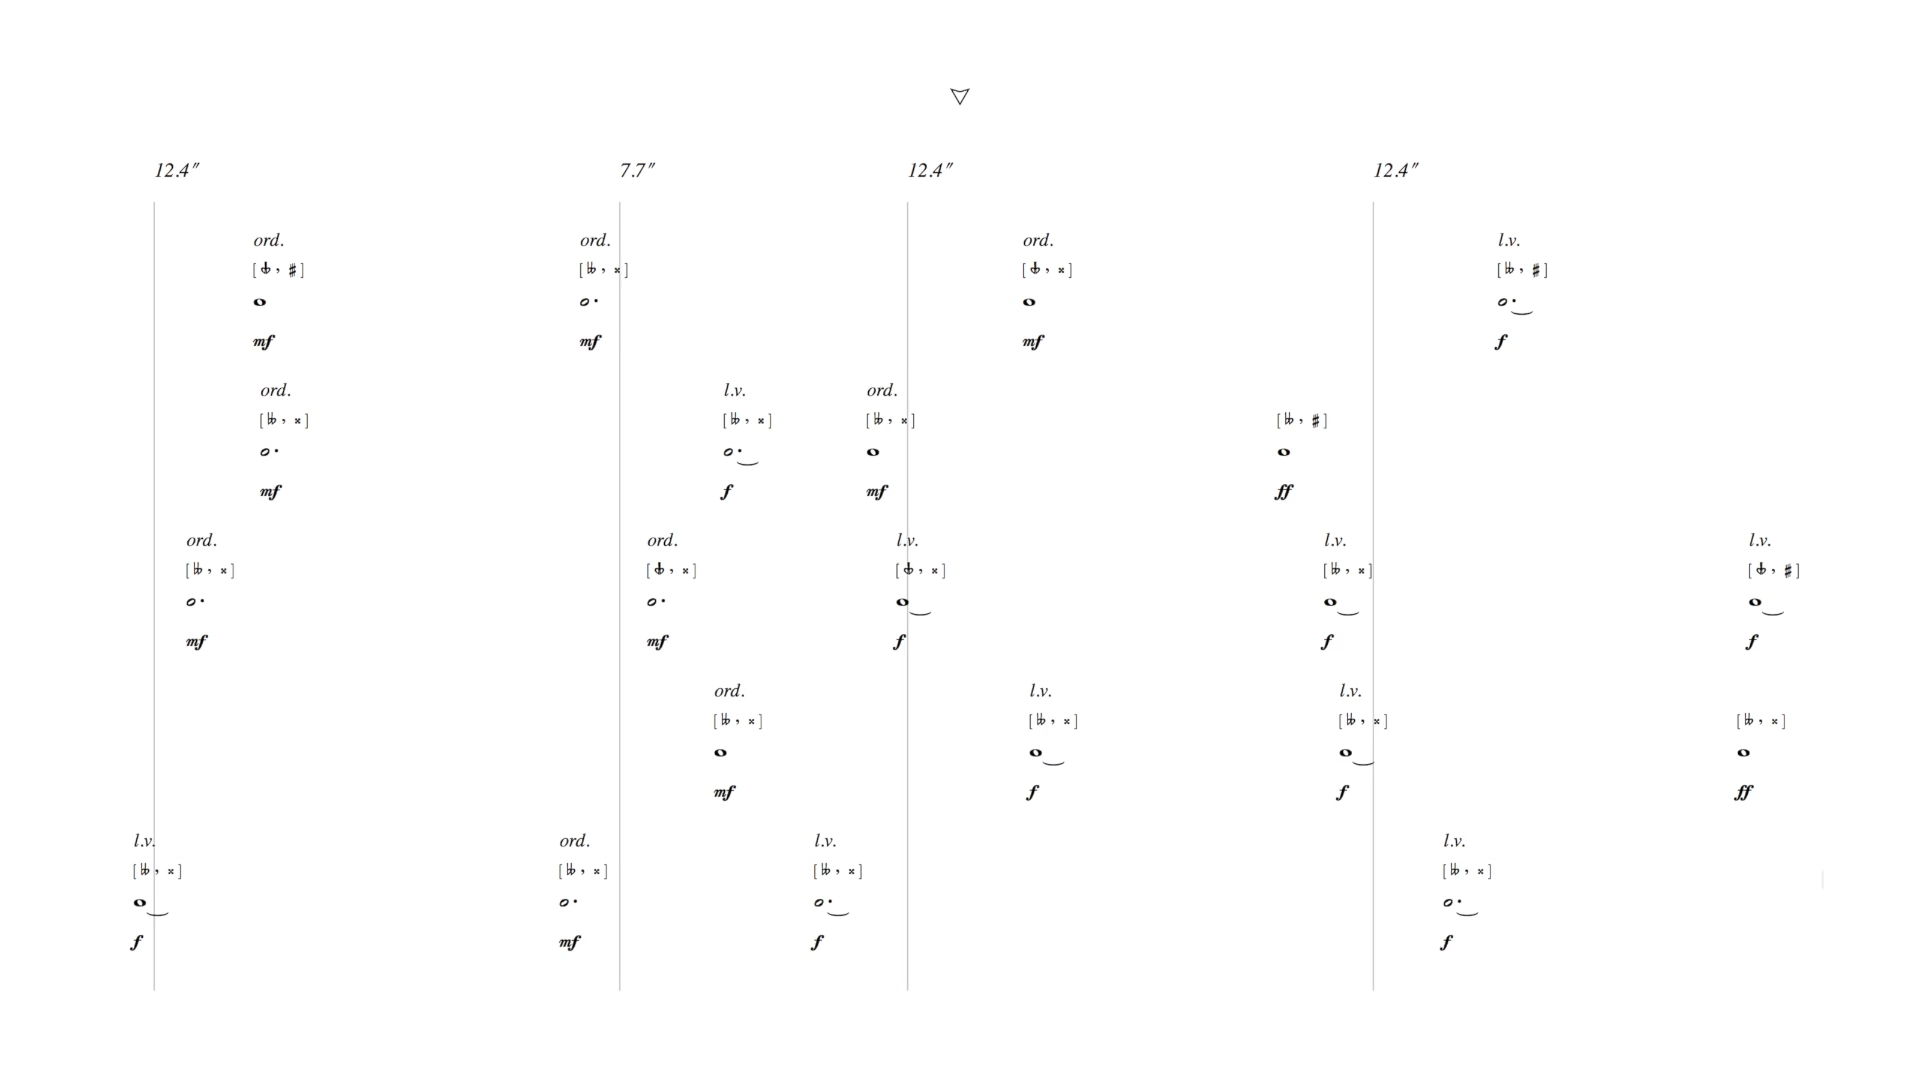 12.4″ 7.7″ 12.4″ 12.4″
ord. ord. ord. l.v.
[ , ♯] [𝄫 , 𝄪] [ , 𝄪] [𝄫 , ♯]
mf mf mf f
ord. l.v. ord.
[𝄫 , 𝄪] [𝄫 , 𝄪] [𝄫 , 𝄪] [𝄫 , ♯]
mf f mf ff
ord. ord. l.v. l.v. l.v.
[𝄫 , 𝄪] [ , 𝄪] [ , 𝄪] [𝄫 , 𝄪] [ , ♯]
mf mf f f f
ord. l.v. l.v.
[𝄫 , 𝄪] [𝄫 , 𝄪] [𝄫 , 𝄪] [𝄫 , 𝄪]
mf f f ff
l.v. ord. l.v. l.v.
[𝄫 , 𝄪] [𝄫 , 𝄪] [𝄫 , 𝄪] [𝄫 , 𝄪]
f mf f f